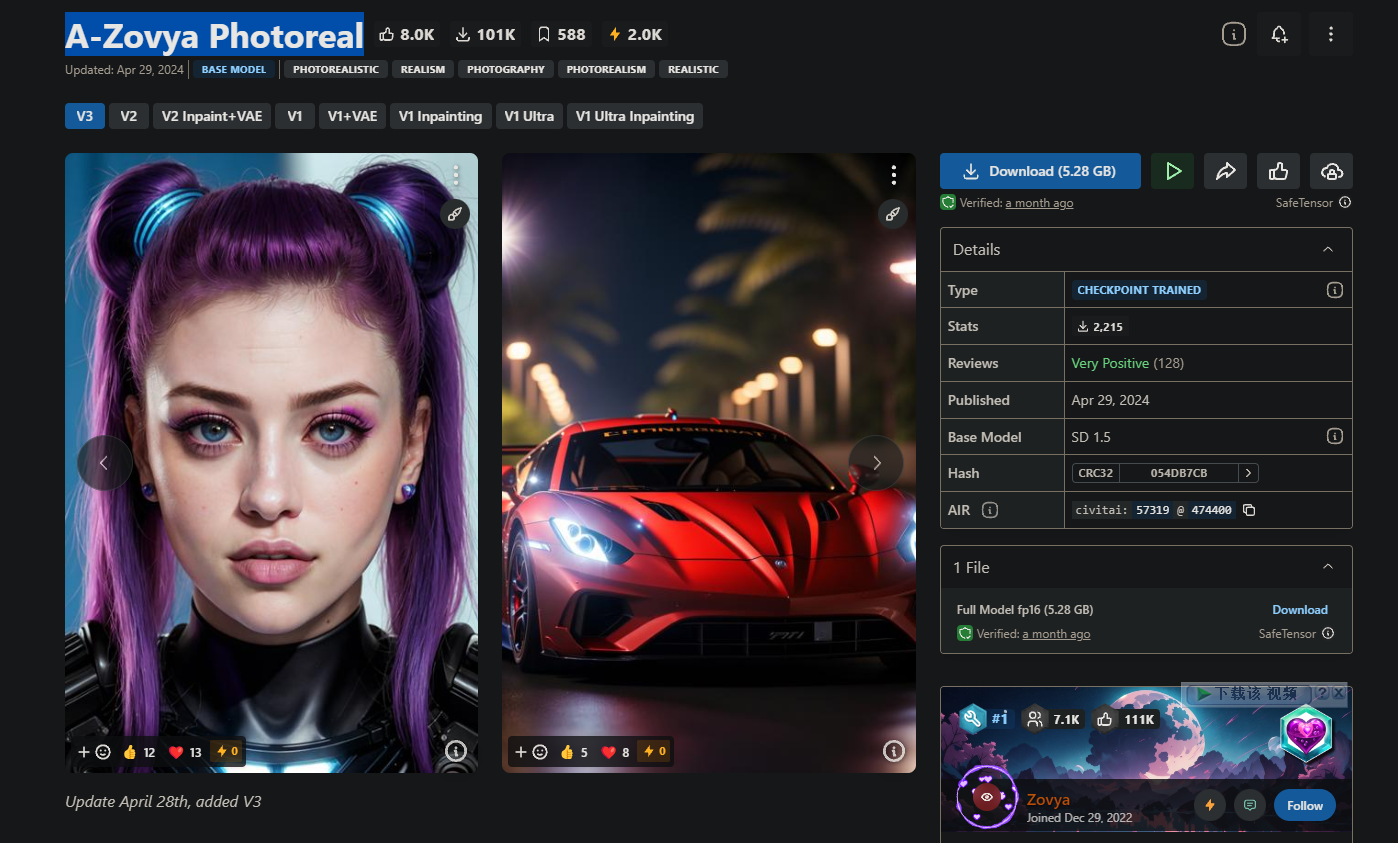 A-Zovya Photoreal 8.0K 101K 588 2.0K
Updated: Apr 29, 2024 BASE MODEL PHOTOREALISTIC REALISM PHOTOGRAPHY PHOTOREALISM REALISTIC
V3 V2 V2 Inpaint+VAE V1 V1+VAE V1 Inpainting V1 Ultra V1 Ultra Inpainting
12 13 0
5 8 0
Update April 28th, added V3
Download (5.28 GB)
Verified: a month ago SafeTensor
Details
Type CHECKPOINT TRAINED
Stats 2,215
Reviews Very Positive (128)
Published Apr 29, 2024
Base Model SD 1.5
Hash CRC32 054DB7CB
AIR civitai: 57319 @ 474400
1 File
Full Model fp16 (5.28 GB) Download
Verified: a month ago SafeTensor
下载该 视频 ? X
#1 7.1K 111K
Zovya
Joined Dec 29, 2022
Follow